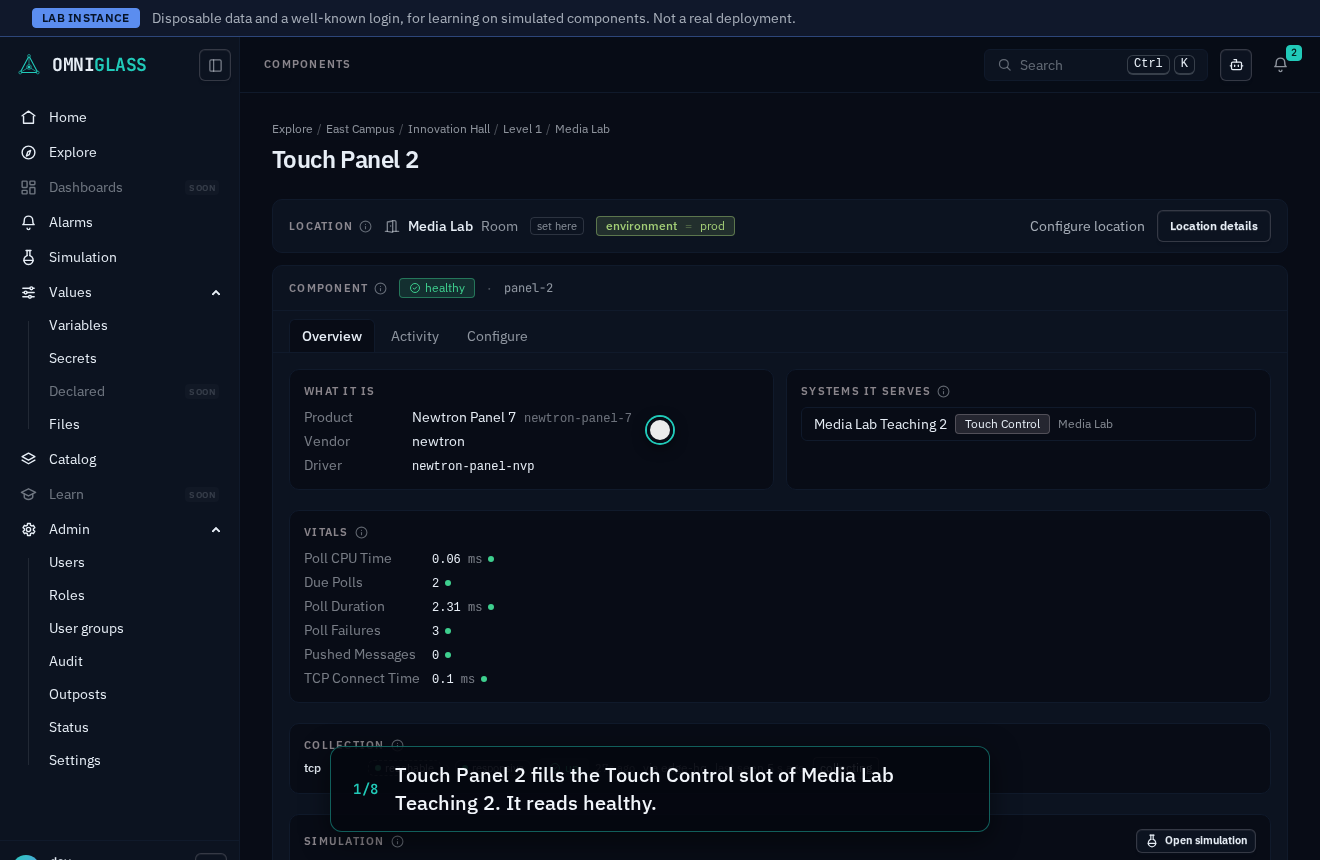 LAB INSTANCE Disposable data and a well-known login, for learning on simulated components. Not a real deployment.
OMNIGLASS
COMPONENTS
Search Ctrl K
2
Home
Explore
Dashboards SOON
Alarms
Simulation
Values
Variables
Secrets
Declared SOON
Files
Catalog
Learn SOON
Admin
Users
Roles
User groups
Audit
Outposts
Status
Settings
Explore / East Campus / Innovation Hall / Level 1 / Media Lab
Touch Panel 2
LOCATION Media Lab Room set here environment = prod Configure location Location details
COMPONENT healthy · panel-2
Overview Activity Configure
WHAT IT IS
Product Newtron Panel 7 newtron-panel-7
Vendor newtron
Driver newtron-panel-nvp
SYSTEMS IT SERVES
Media Lab Teaching 2 Touch Control Media Lab
VITALS
Poll CPU Time 0.06 ms
Due Polls 2
Poll Duration 2.31 ms
Poll Failures 3
Pushed Messages 0
TCP Connect Time 0.1 ms
COLLECTION
tcp
1/8 Touch Panel 2 fills the Touch Control slot of Media Lab
Teaching 2. It reads healthy.
SIMULATION Open simulation